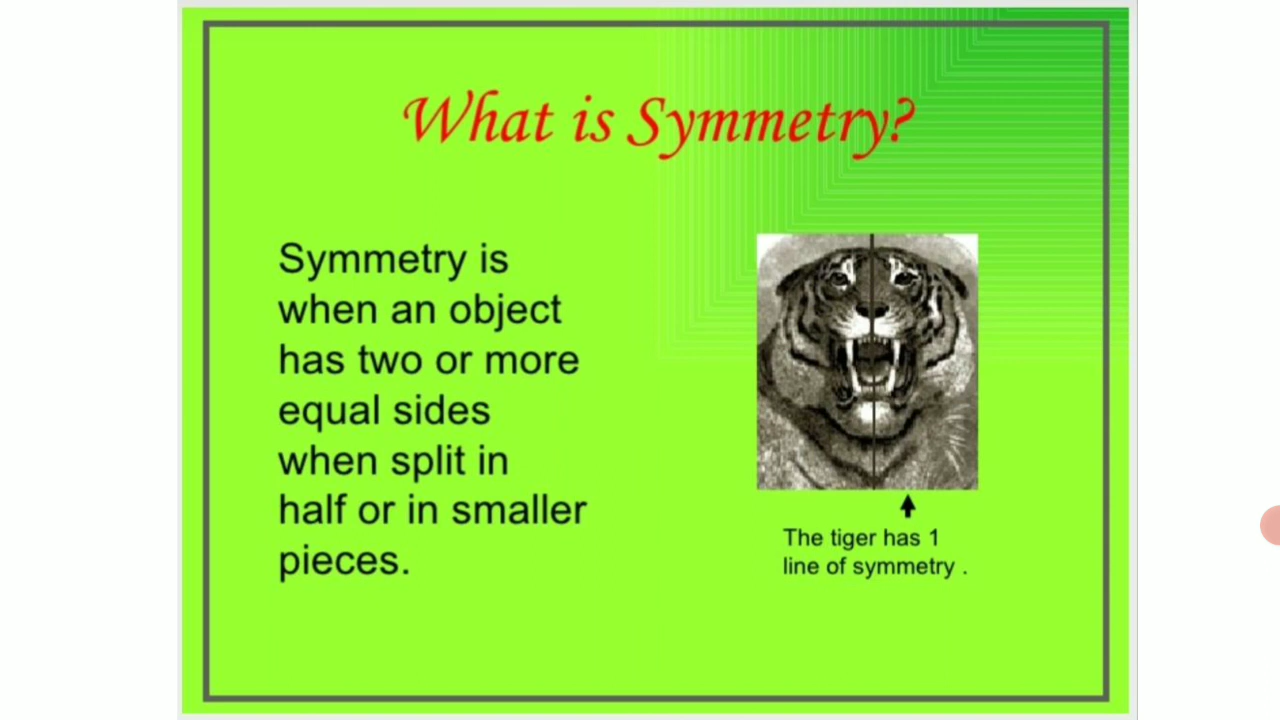 What is Symmetry?
Symmetry is
when an object
has two or more
equal sides
when split in
half or in smaller
pieces.
The tiger has 1
line of symmetry .